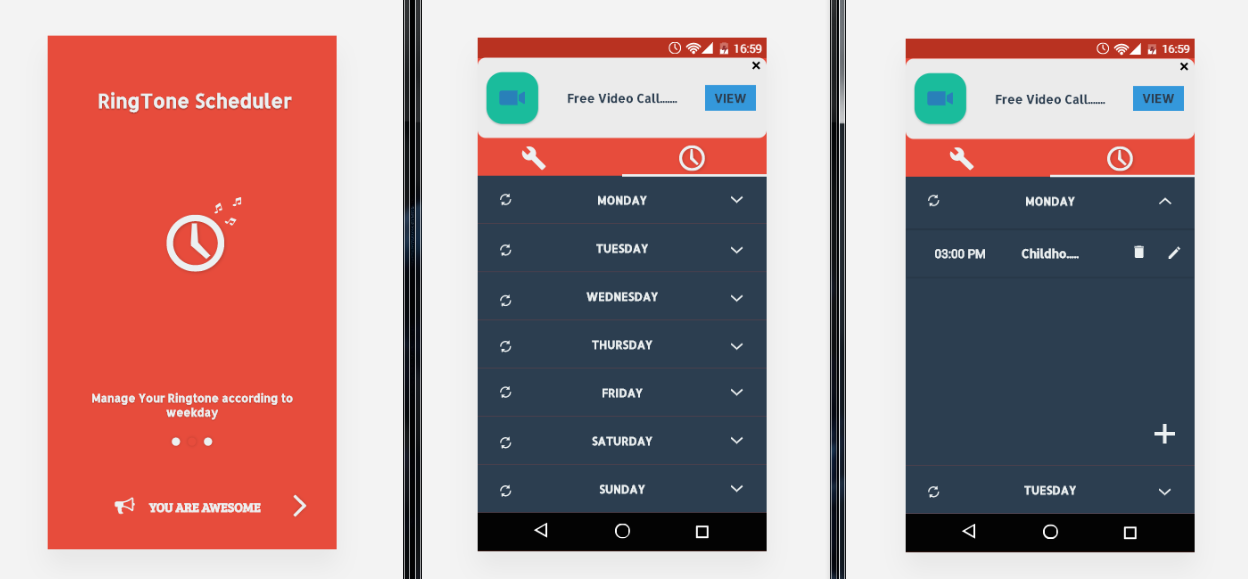 RingTone Scheduler
Manage Your Ringtone according to
weekday
YOU ARE AWESOME
16:59
Free Video Call.......
VIEW
MONDAY
TUESDAY
WEDNESDAY
THURSDAY
FRIDAY
SATURDAY
SUNDAY
16:59
Free Video Call.......
VIEW
MONDAY
03:00 PM Childho.....
TUESDAY